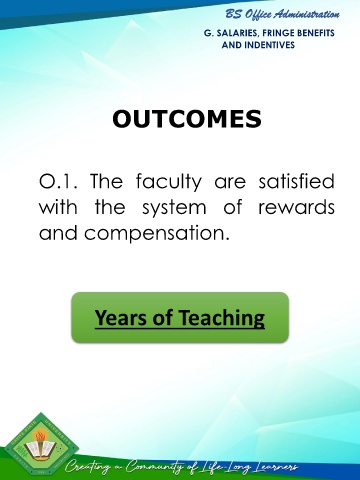 BS Office Administration
G. SALARIES, FRINGE BENEFITS
AND INDENTIVES
OUTCOMES
O.1. The faculty are satisfied
with the system of rewards
and compensation.
Years of Teaching
Creating a Community of Life-Long Learners